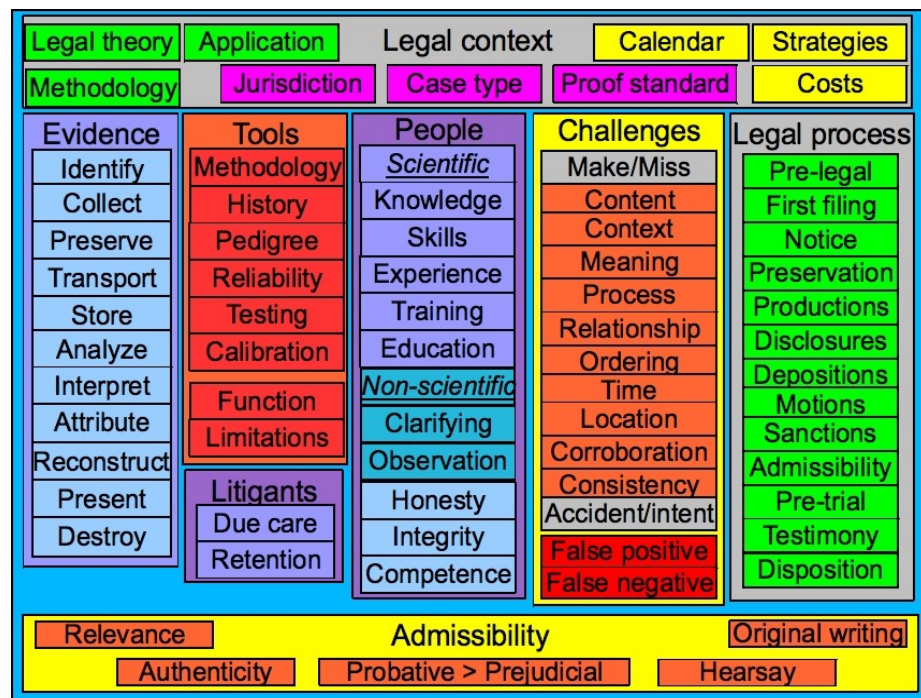 Legal theory
Application
Legal context
Calendar
Strategies
Methodology
Jurisdiction
Case type
Proof standard
Costs
Evidence
Identify
Collect
Preserve
Transport
Store
Analyze
Interpret
Attribute
Reconstruct
Present
Destroy
Tools
Methodology
History
Pedigree
Reliability
Testing
Calibration
Function
Limitations
Litigants
Due care
Retention
People
Scientific
Knowledge
Skills
Experience
Training
Education
Non-scientific
Clarifying
Observation
Honesty
Integrity
Competence
Challenges
Make/Miss
Content
Context
Meaning
Process
Relationship
Ordering
Time
Location
Corroboration
Consistency
Accident/intent
False positive
False negative
Legal process
Pre-legal
First filing
Notice
Preservation
Productions
Disclosures
Depositions
Motions
Sanctions
Admissibility
Pre-trial
Testimony
Disposition
Relevance
Admissibility
Original writing
Authenticity
Probative > Prejudicial
Hearsay